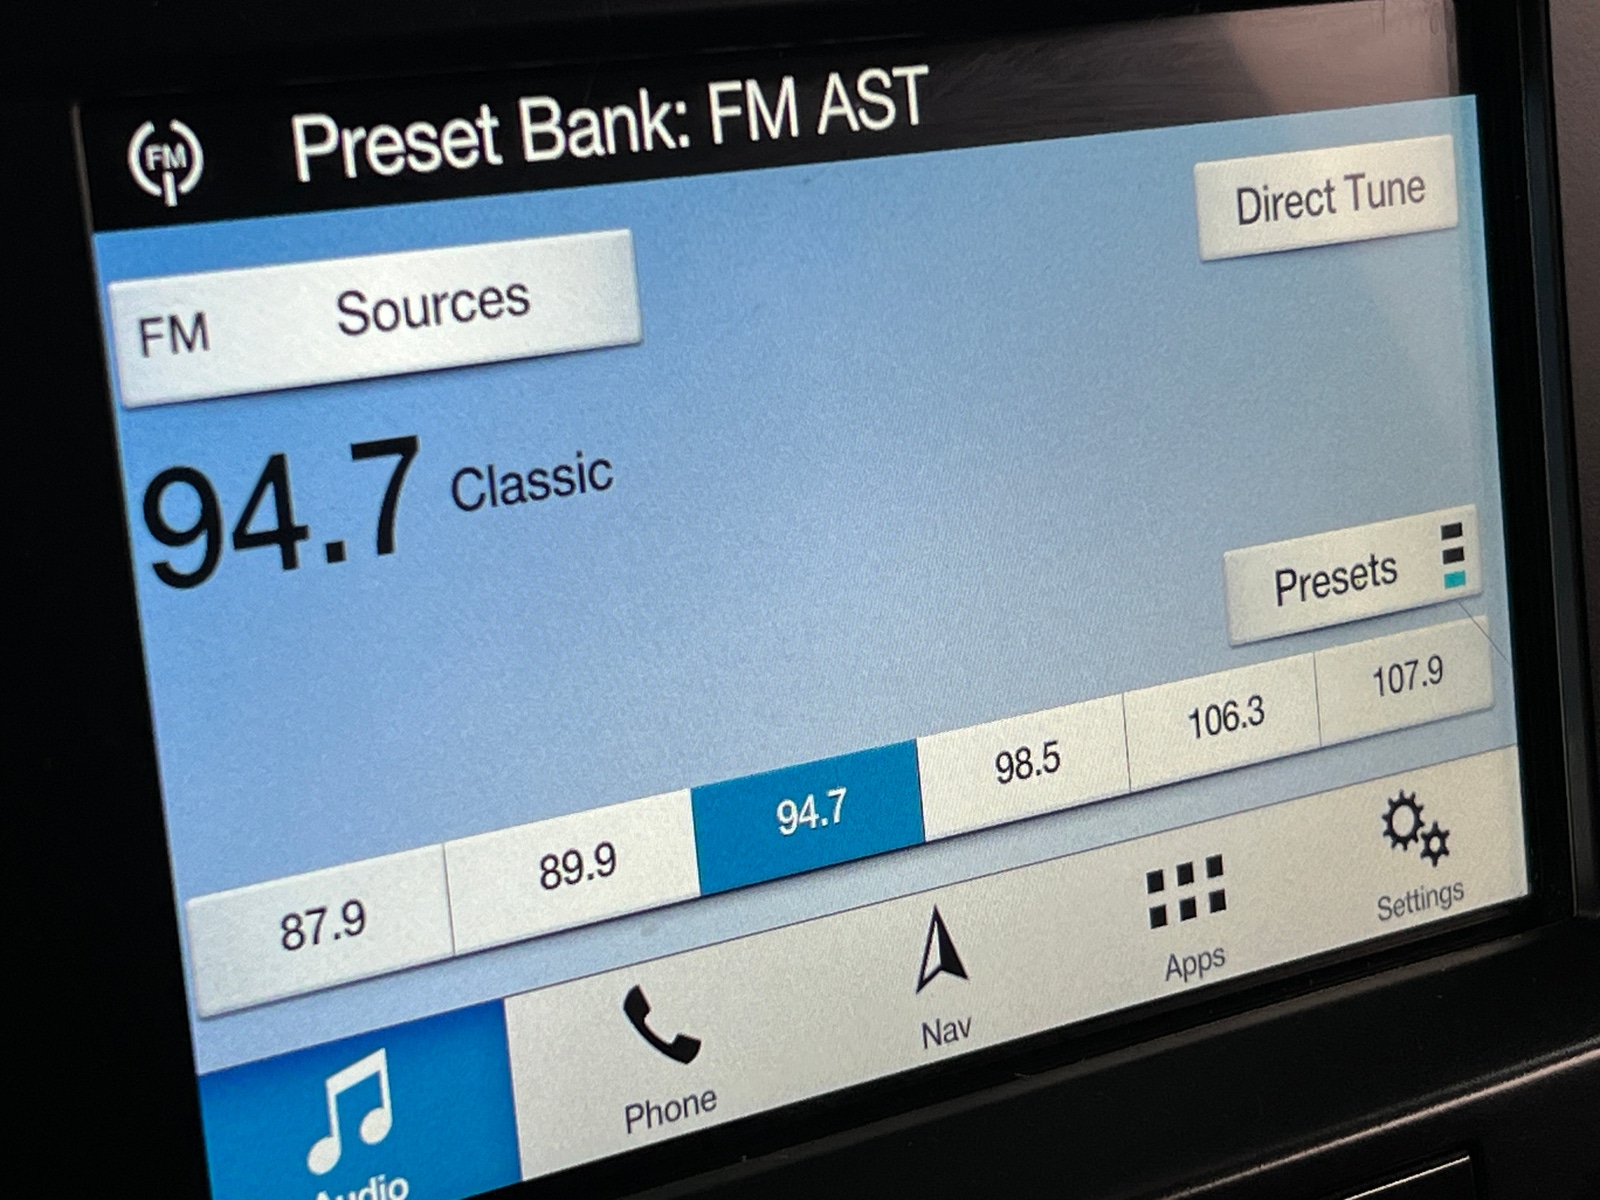 FM Preset Bank: FM AST
Direct Tune
FM Sources
94.7 Classic
Presets
87.9 89.9 94.7 98.5 106.3 107.9
Audio Phone Nav Apps Settings